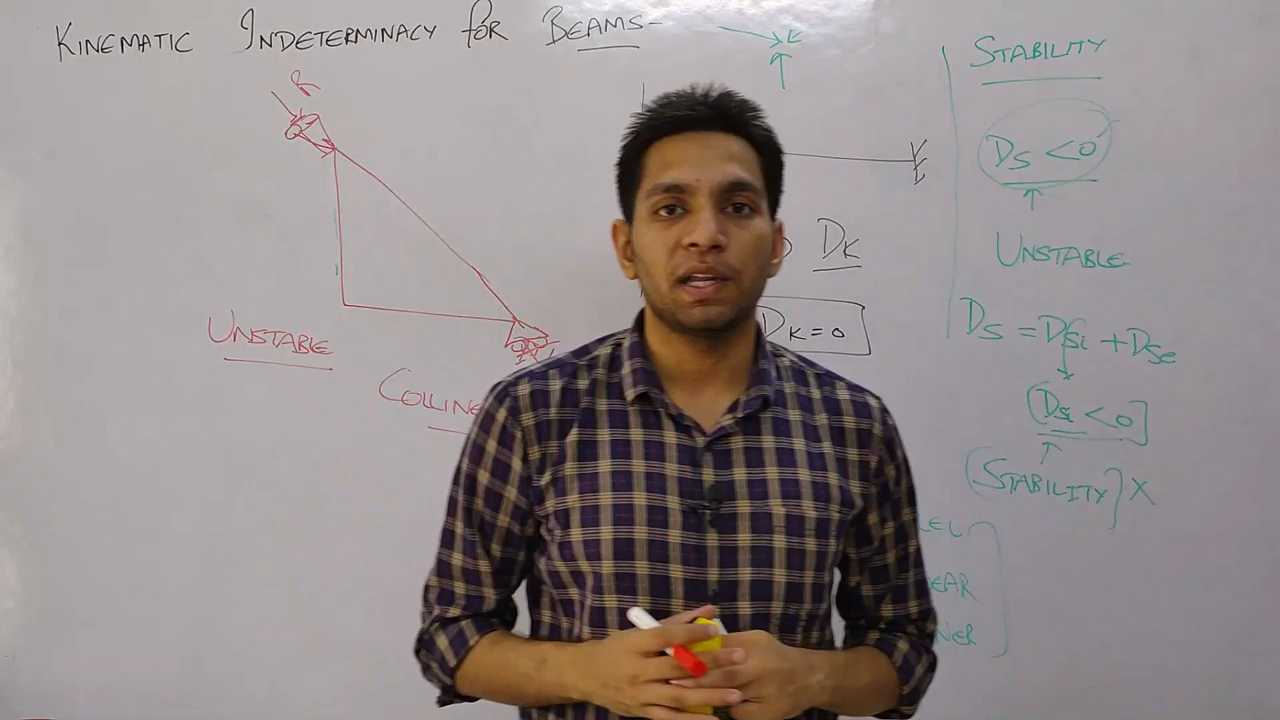 KINEMATIC INDETERMINACY for BEAMS-
R
UNSTABLE
DK
DK=0
STABILITY
DS <0
UNSTABLE
DS = DSi + DSe
(DSi <0]
(STABILITY) X